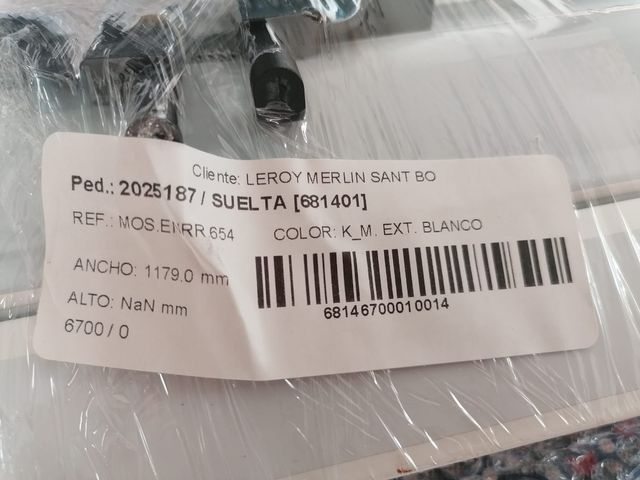 Cliente: LEROY MERLIN SANT BO
Ped.: 2025187 / SUELTA [681401]
REF.: MOS.ENRR.654 COLOR: K_M. EXT. BLANCO
ANCHO: 1179.0 mm
ALTO: NaN mm
6700 / 0
68146700010014